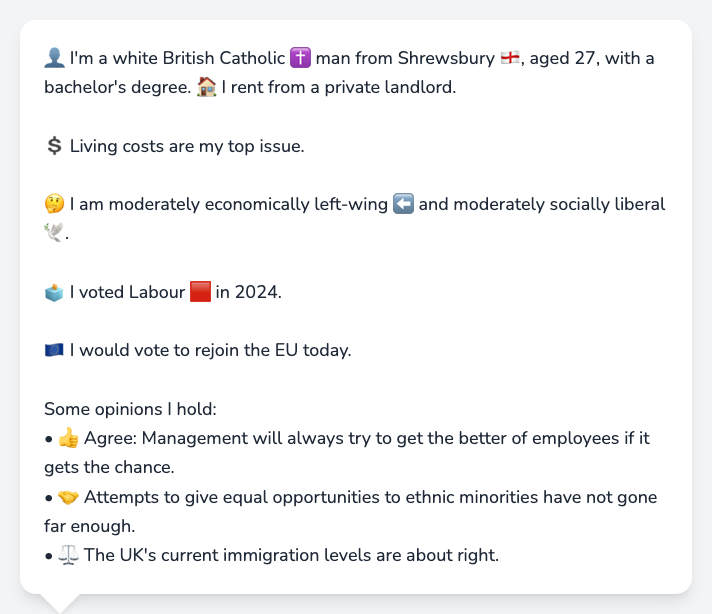 👤 I'm a white British Catholic ✝️ man from Shrewsbury 🏴󠁧󠁢󠁥󠁮󠁧󠁿, aged 27, with a
bachelor's degree. 🏠 I rent from a private landlord.
💲 Living costs are my top issue.
🤔 I am moderately economically left-wing ⬅️ and moderately socially liberal
🕊️.
🗳️ I voted Labour 🟥 in 2024.
🇪🇺 I would vote to rejoin the EU today.
Some opinions I hold:
• 👍 Agree: Management will always try to get the better of employees if it
gets the chance.
• 🤝 Attempts to give equal opportunities to ethnic minorities have not gone
far enough.
• ⚖️ The UK's current immigration levels are about right.